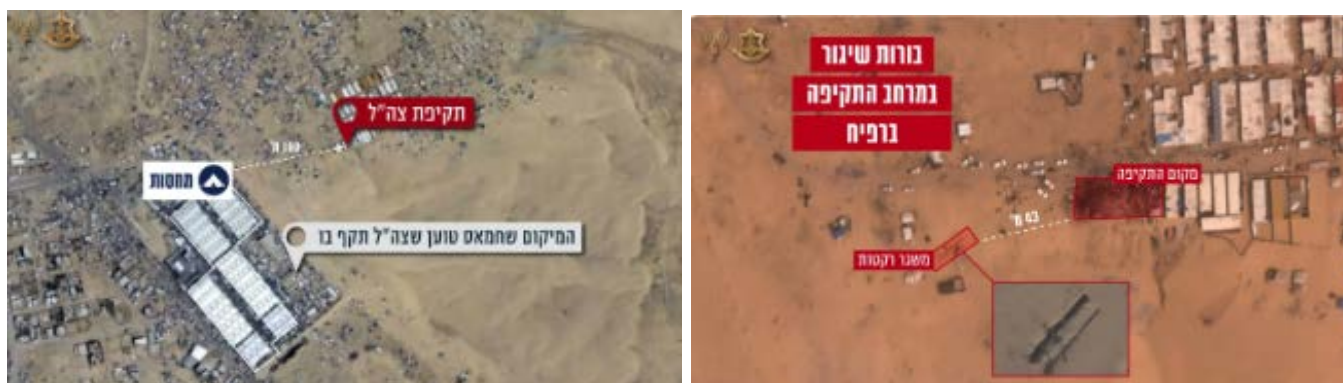 תקיפת צה"ל
מחסות
המיקום שחמאס טוען שצה"ל תקף בו
בורות שיגור
במרחב התקיפה
ברפיח
מקום התקיפה
משגר רקטות